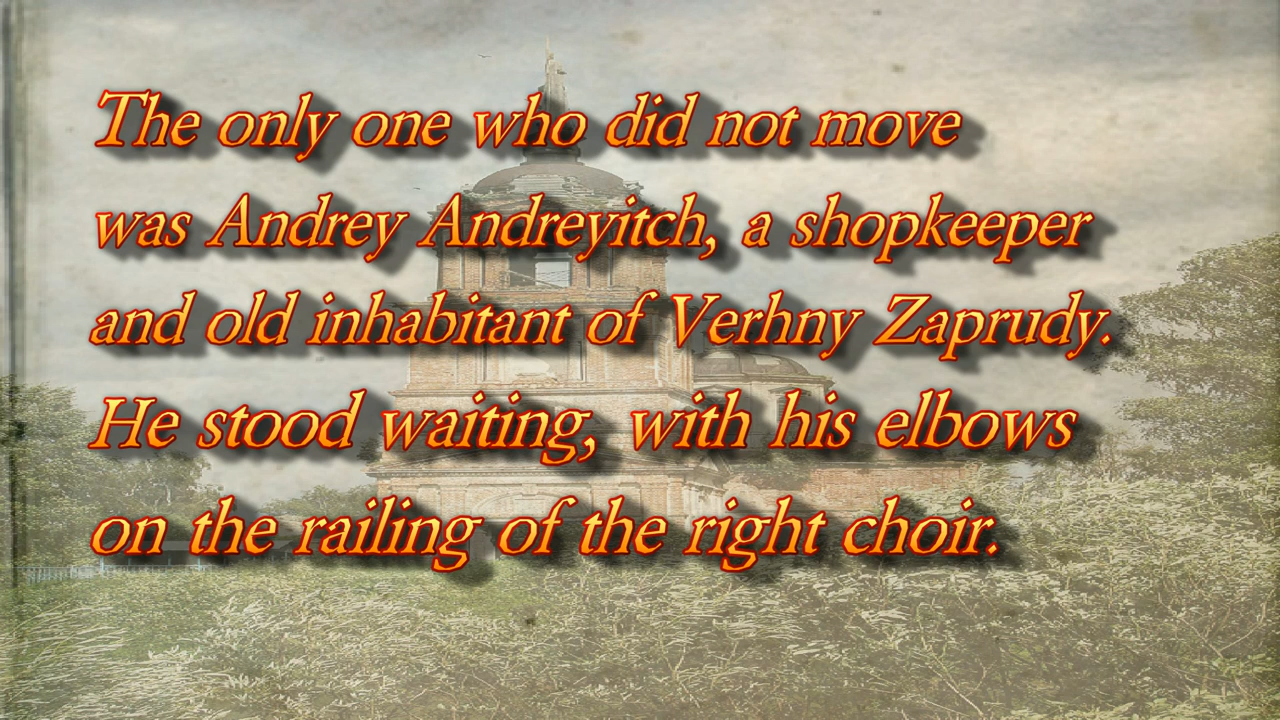 The only one who did not move
was Andrey Andreyitch, a shopkeeper
and old inhabitant of Verhny Zaprudy.
He stood waiting, with his elbows
on the railing of the right choir.